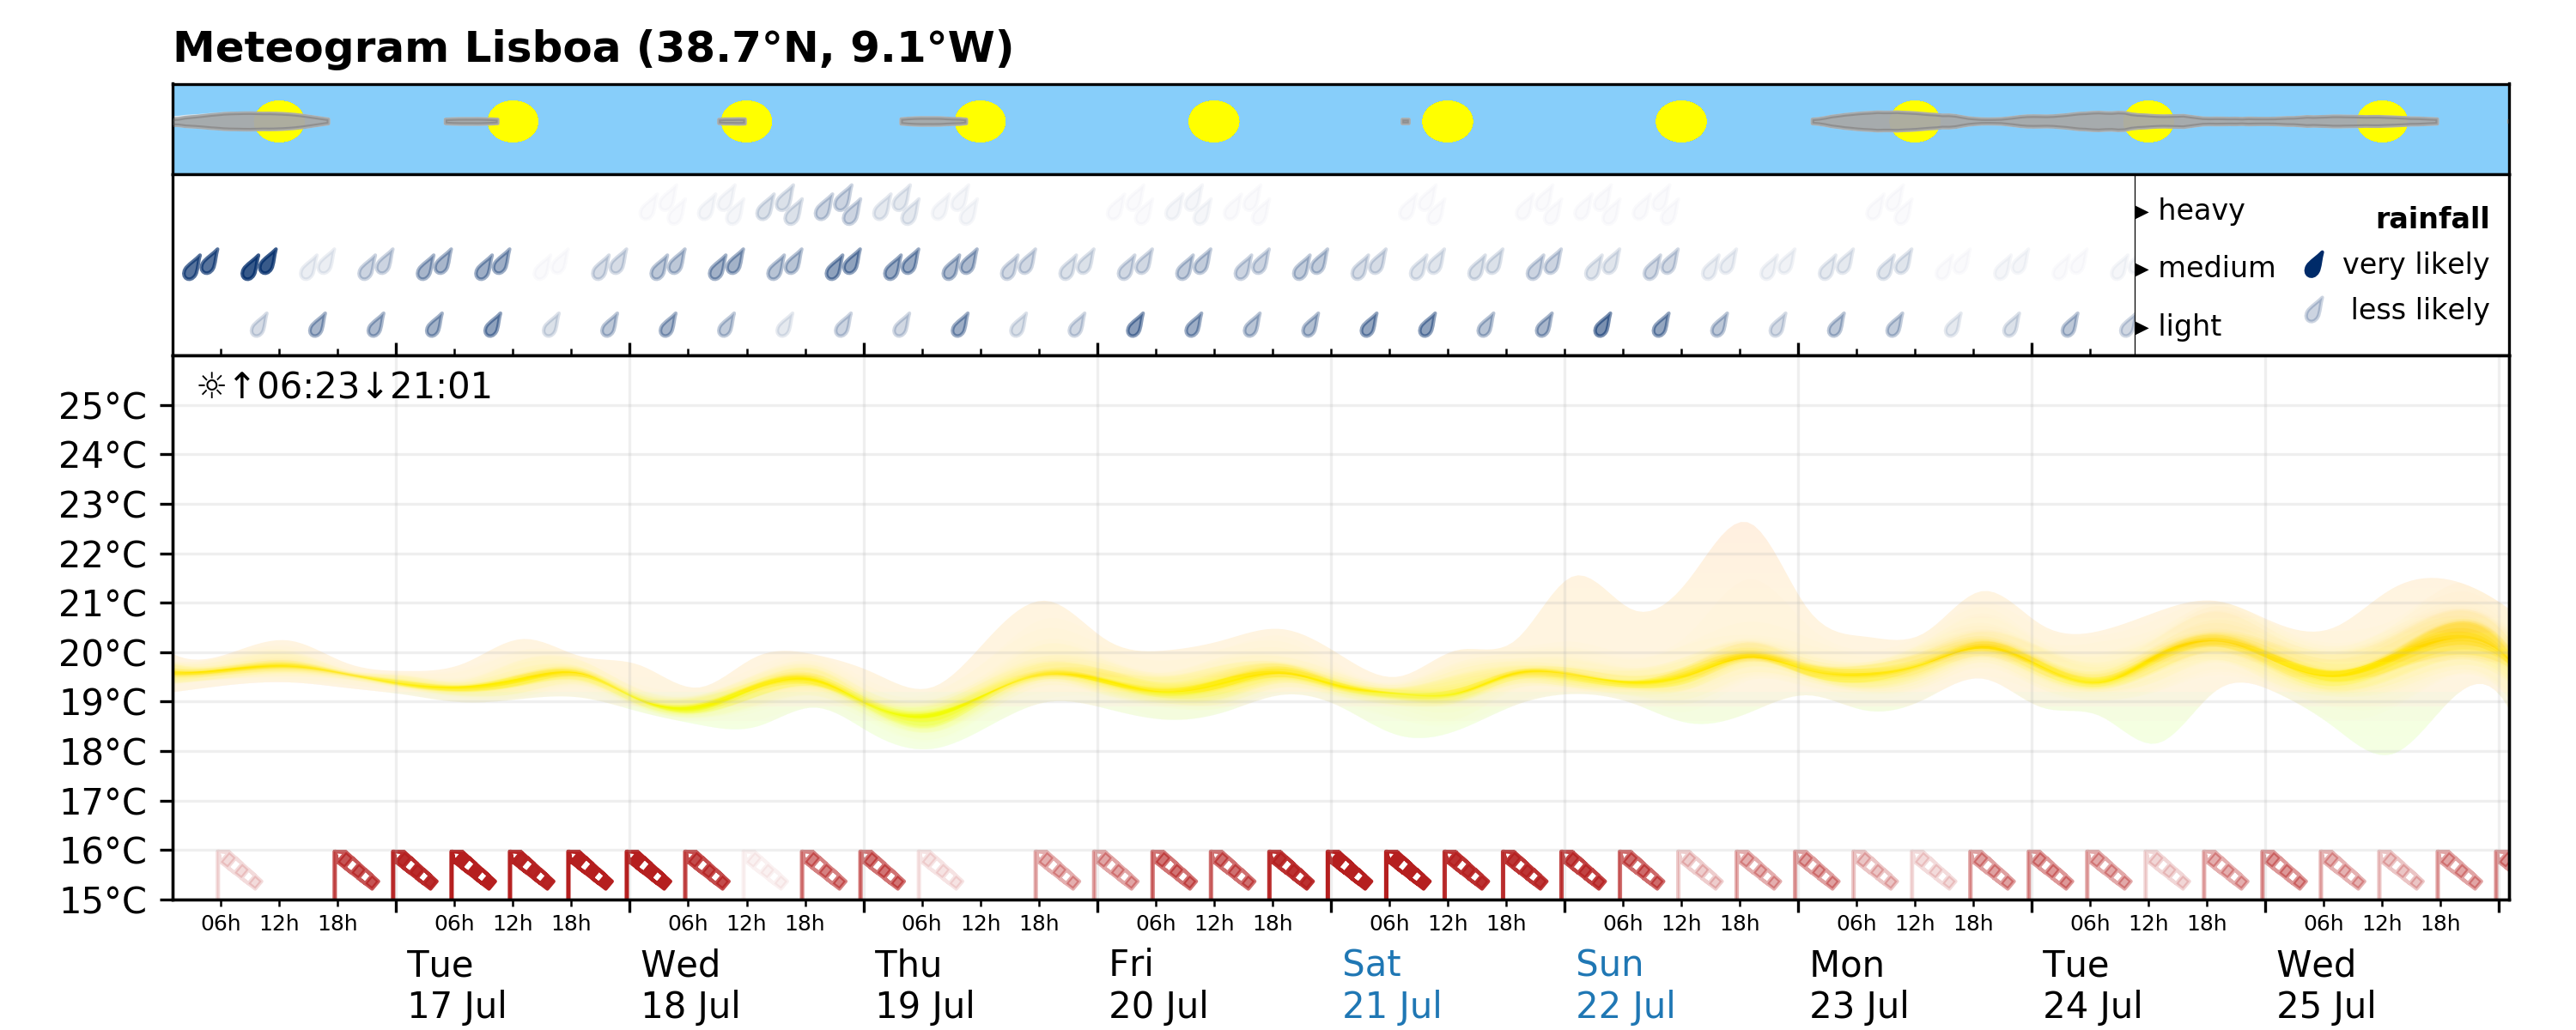 Meteogram Lisboa (38.7°N, 9.1°W)
▸ heavy
rainfall
▸ medium
very likely
▸ light
less likely
☼↑06:23↓21:01
25°C
24°C
23°C
22°C
21°C
20°C
19°C
18°C
17°C
16°C
15°C
06h 12h 18h 06h 12h 18h 06h 12h 18h 06h 12h 18h 06h 12h 18h 06h 12h 18h 06h 12h 18h 06h 12h 18h 06h 12h 18h 06h 12h 18h
Tue Wed Thu Fri Sat Sun Mon Tue Wed
17 Jul 18 Jul 19 Jul 20 Jul 21 Jul 22 Jul 23 Jul 24 Jul 25 Jul